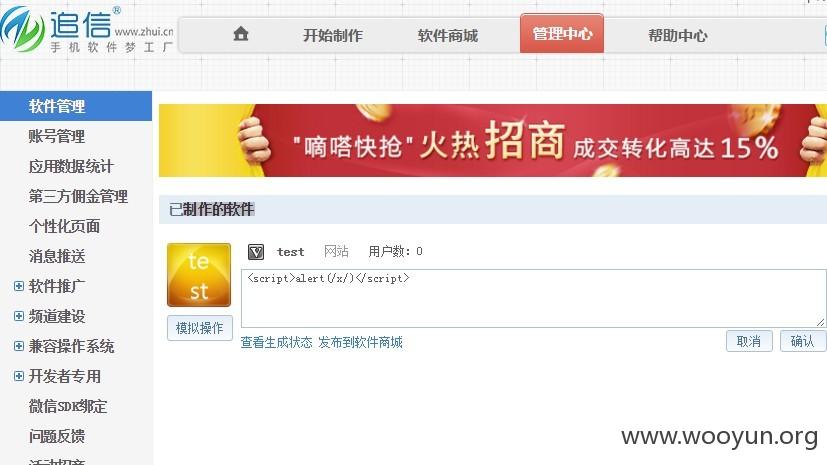 追信® www.zhui.cn
手机软件梦工厂
开始制作 软件商城 管理中心 帮助中心
软件管理
账号管理
应用数据统计
第三方佣金管理
个性化页面
消息推送
软件推广
频道建设
兼容操作系统
开发者专用
微信SDK绑定
问题反馈
活动招商
"嘀嗒快抢"火热招商 成交转化高达15%
已制作的软件
te
st
test 网站 用户数：0
<script>alert(/x/)</script>
模拟操作
查看生成状态 发布到软件商城
取消 确认
www.wooyun.org